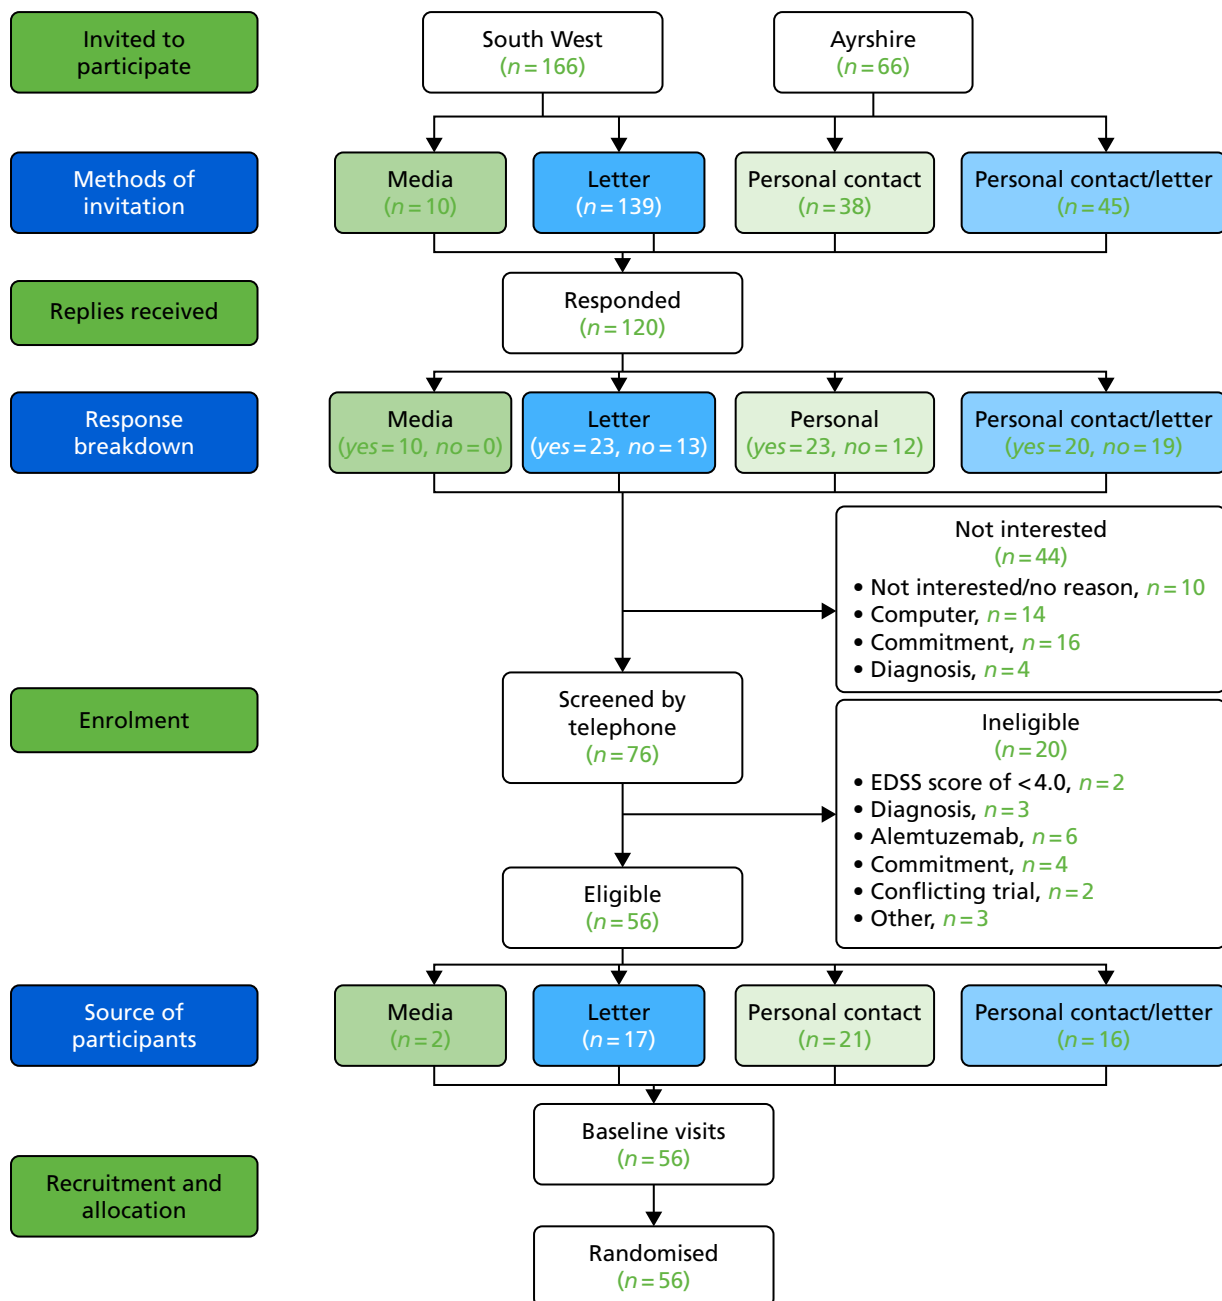 Invited to
participate
South West
(n=166)
Ayrshire
(n=66)
Methods of
invitation
Media
(n=10)
Letter
(n=139)
Personal contact
(n=38)
Personal contact/letter
(n=45)
Replies received
Responded
(n=120)
Response
breakdown
Media
(yes=10, no=0)
Letter
(yes=23, no=13)
Personal
(yes=23, no=12)
Personal contact/letter
(yes=20, no=19)
Not interested
(n=44)
• Not interested/no reason, n=10
• Computer, n=14
• Commitment, n=16
• Diagnosis, n=4
Enrolment
Screened by
telephone
(n=76)
Ineligible
(n=20)
• EDSS score of <4.0, n=2
• Diagnosis, n=3
• Alemtuzemab, n=6
• Commitment, n=4
• Conflicting trial, n=2
• Other, n=3
Eligible
(n=56)
Source of
participants
Media
(n=2)
Letter
(n=17)
Personal contact
(n=21)
Personal contact/letter
(n=16)
Recruitment and
allocation
Baseline visits
(n=56)
Randomised
(n=56)